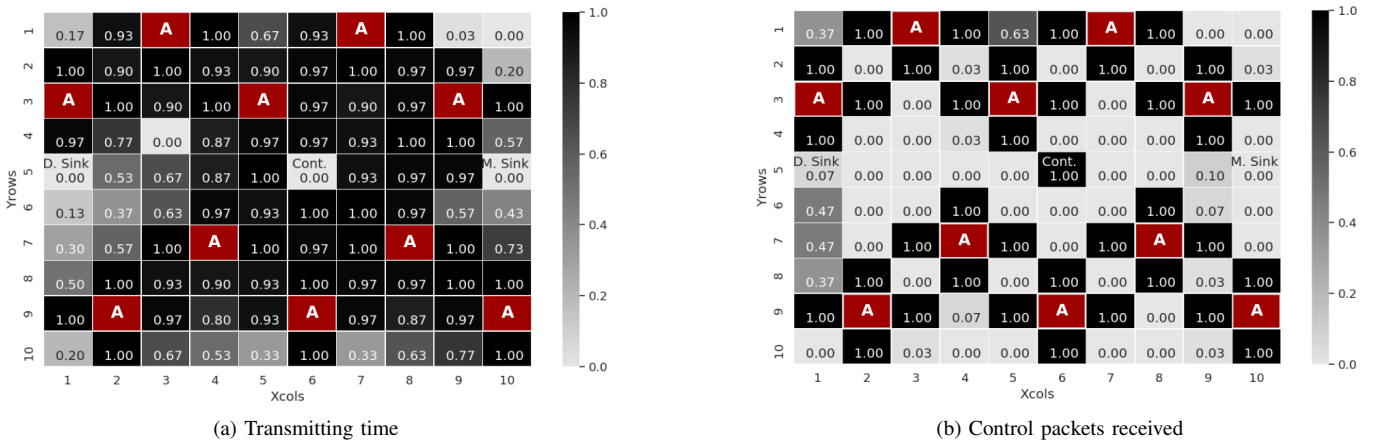 1 0.17 0.93 A 1.00 0.67 0.93 A 1.00 0.03 0.00
2 1.00 0.90 1.00 0.93 0.90 0.97 1.00 0.97 0.97 0.20
3 A 1.00 0.90 1.00 A 0.97 0.90 0.97 A 1.00
4 0.97 0.77 0.00 0.87 0.97 0.97 0.93 1.00 1.00 0.57
D. Sink Cont. M. Sink
5 0.00 0.53 0.67 0.87 1.00 0.00 0.93 0.97 0.97 0.00
6 0.13 0.37 0.63 0.97 0.93 1.00 1.00 0.97 0.57 0.43
7 0.30 0.57 1.00 A 1.00 0.97 1.00 A 1.00 0.73
8 0.50 1.00 0.93 0.90 0.93 1.00 0.97 0.97 1.00 1.00
9 1.00 A 0.97 0.80 0.93 A 0.97 0.87 0.97 A
10 0.20 1.00 0.67 0.53 0.33 1.00 0.33 0.63 0.77 1.00
1 2 3 4 5 6 7 8 9 10
Xcols
Yrows
1.0
0.8
0.6
0.4
0.2
0.0
(a) Transmitting time
1 0.37 1.00 A 1.00 0.63 1.00 A 1.00 0.00 0.00
2 1.00 0.00 1.00 0.03 1.00 0.00 1.00 0.00 1.00 0.03
3 A 1.00 0.00 1.00 A 1.00 0.00 1.00 A 1.00
4 1.00 0.00 0.00 0.03 1.00 0.00 0.00 0.00 1.00 0.00
D. Sink Cont. M. Sink
5 0.07 0.00 0.00 0.00 0.00 1.00 0.00 0.00 0.10 0.00
6 0.47 0.00 0.00 1.00 0.00 0.00 0.00 1.00 0.07 0.00
7 0.47 0.00 1.00 A 1.00 0.00 1.00 A 1.00 0.00
8 0.37 1.00 0.00 1.00 0.00 1.00 0.00 1.00 0.03 1.00
9 1.00 A 1.00 0.07 1.00 A 1.00 0.00 1.00 A
10 0.00 1.00 0.03 0.00 0.00 1.00 0.00 0.00 0.03 1.00
1 2 3 4 5 6 7 8 9 10
Xcols
Yrows
1.0
0.8
0.6
0.4
0.2
0.0
(b) Control packets received